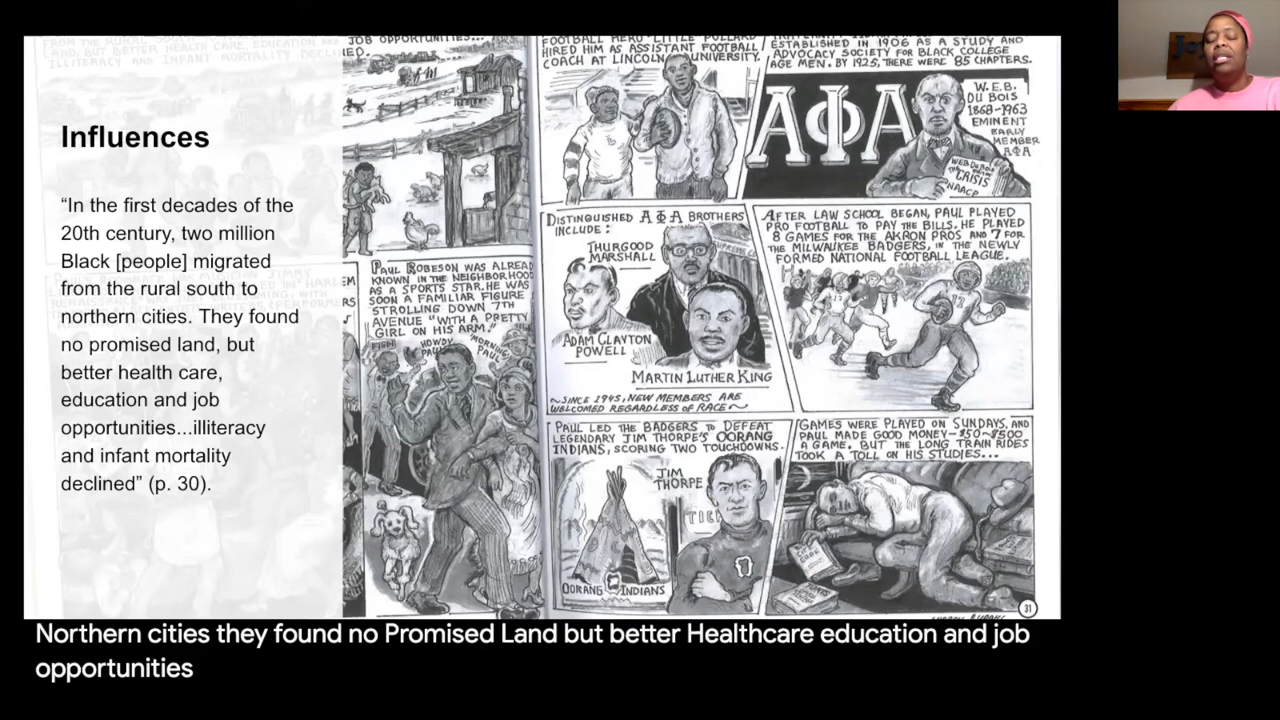 Influences
“In the first decades of the
20th century, two million
Black [people] migrated
from the rural south to
northern cities. They found
no promised land, but
better health care,
education and job
opportunities...illiteracy
and infant mortality
declined” (p. 30).
JOB OPPORTUNITIES...
PAUL ROBESON WAS ALREAD
KNOWN IN THE NEIGHBORHOOD
AS A SPORTS STAR. HE WAS
SOON A FAMILIAR FIGURE
STROLLING DOWN 7TH
AVENUE "WITH A PRETTY
GIRL ON HIS ARM."
HOWDY
PAUL
"MORNING
PAUL
FOOTBALL HERO "LITTLE" POLLARD
HIRED HIM AS ASSISTANT FOOTBALL
COACH AT LINCOLN UNIVERSITY.
ESTABLISHED IN 1906 AS A STUDY AND
ADVOCACY SOCIETY FOR BLACK COLLEGE
AGE MEN. BY 1925, THERE WERE 85 CHAPTERS.
ΑΦΑ
W.E.B.
DU BOIS
1868-1963
EMINENT
EARLY
MEMBER
ΑΦΑ
CRISIS
NAACP
DISTINGUISHED ΑΦΑ BROTHERS
INCLUDE:
THURGOOD
MARSHALL
ADAM CLAYTON
POWELL
MARTIN LUTHER KING
~SINCE 1945, NEW MEMBERS ARE
WELCOMED REGARDLESS OF RACE~
AFTER LAW SCHOOL BEGAN, PAUL PLAYED
PRO FOOTBALL TO PAY THE BILLS. HE PLAYED
8 GAMES FOR THE AKRON PROS AND 7 FOR
THE MILWAUKEE BADGERS, IN THE NEWLY
FORMED NATIONAL FOOTBALL LEAGUE.
PAUL LED THE BADGERS TO DEFEAT
LEGENDARY JIM THORPE'S OORANG
INDIANS, SCORING TWO TOUCHDOWNS.
JIM
THORPE
OORANG INDIANS
GAMES WERE PLAYED ON SUNDAYS, AND
PAUL MADE GOOD MONEY~$50~$500
A GAME. BUT THE LONG TRAIN RIDES
TOOK A TOLL ON HIS STUDIES...
31
Northern cities they found no Promised Land but better Healthcare education and job
opportunities